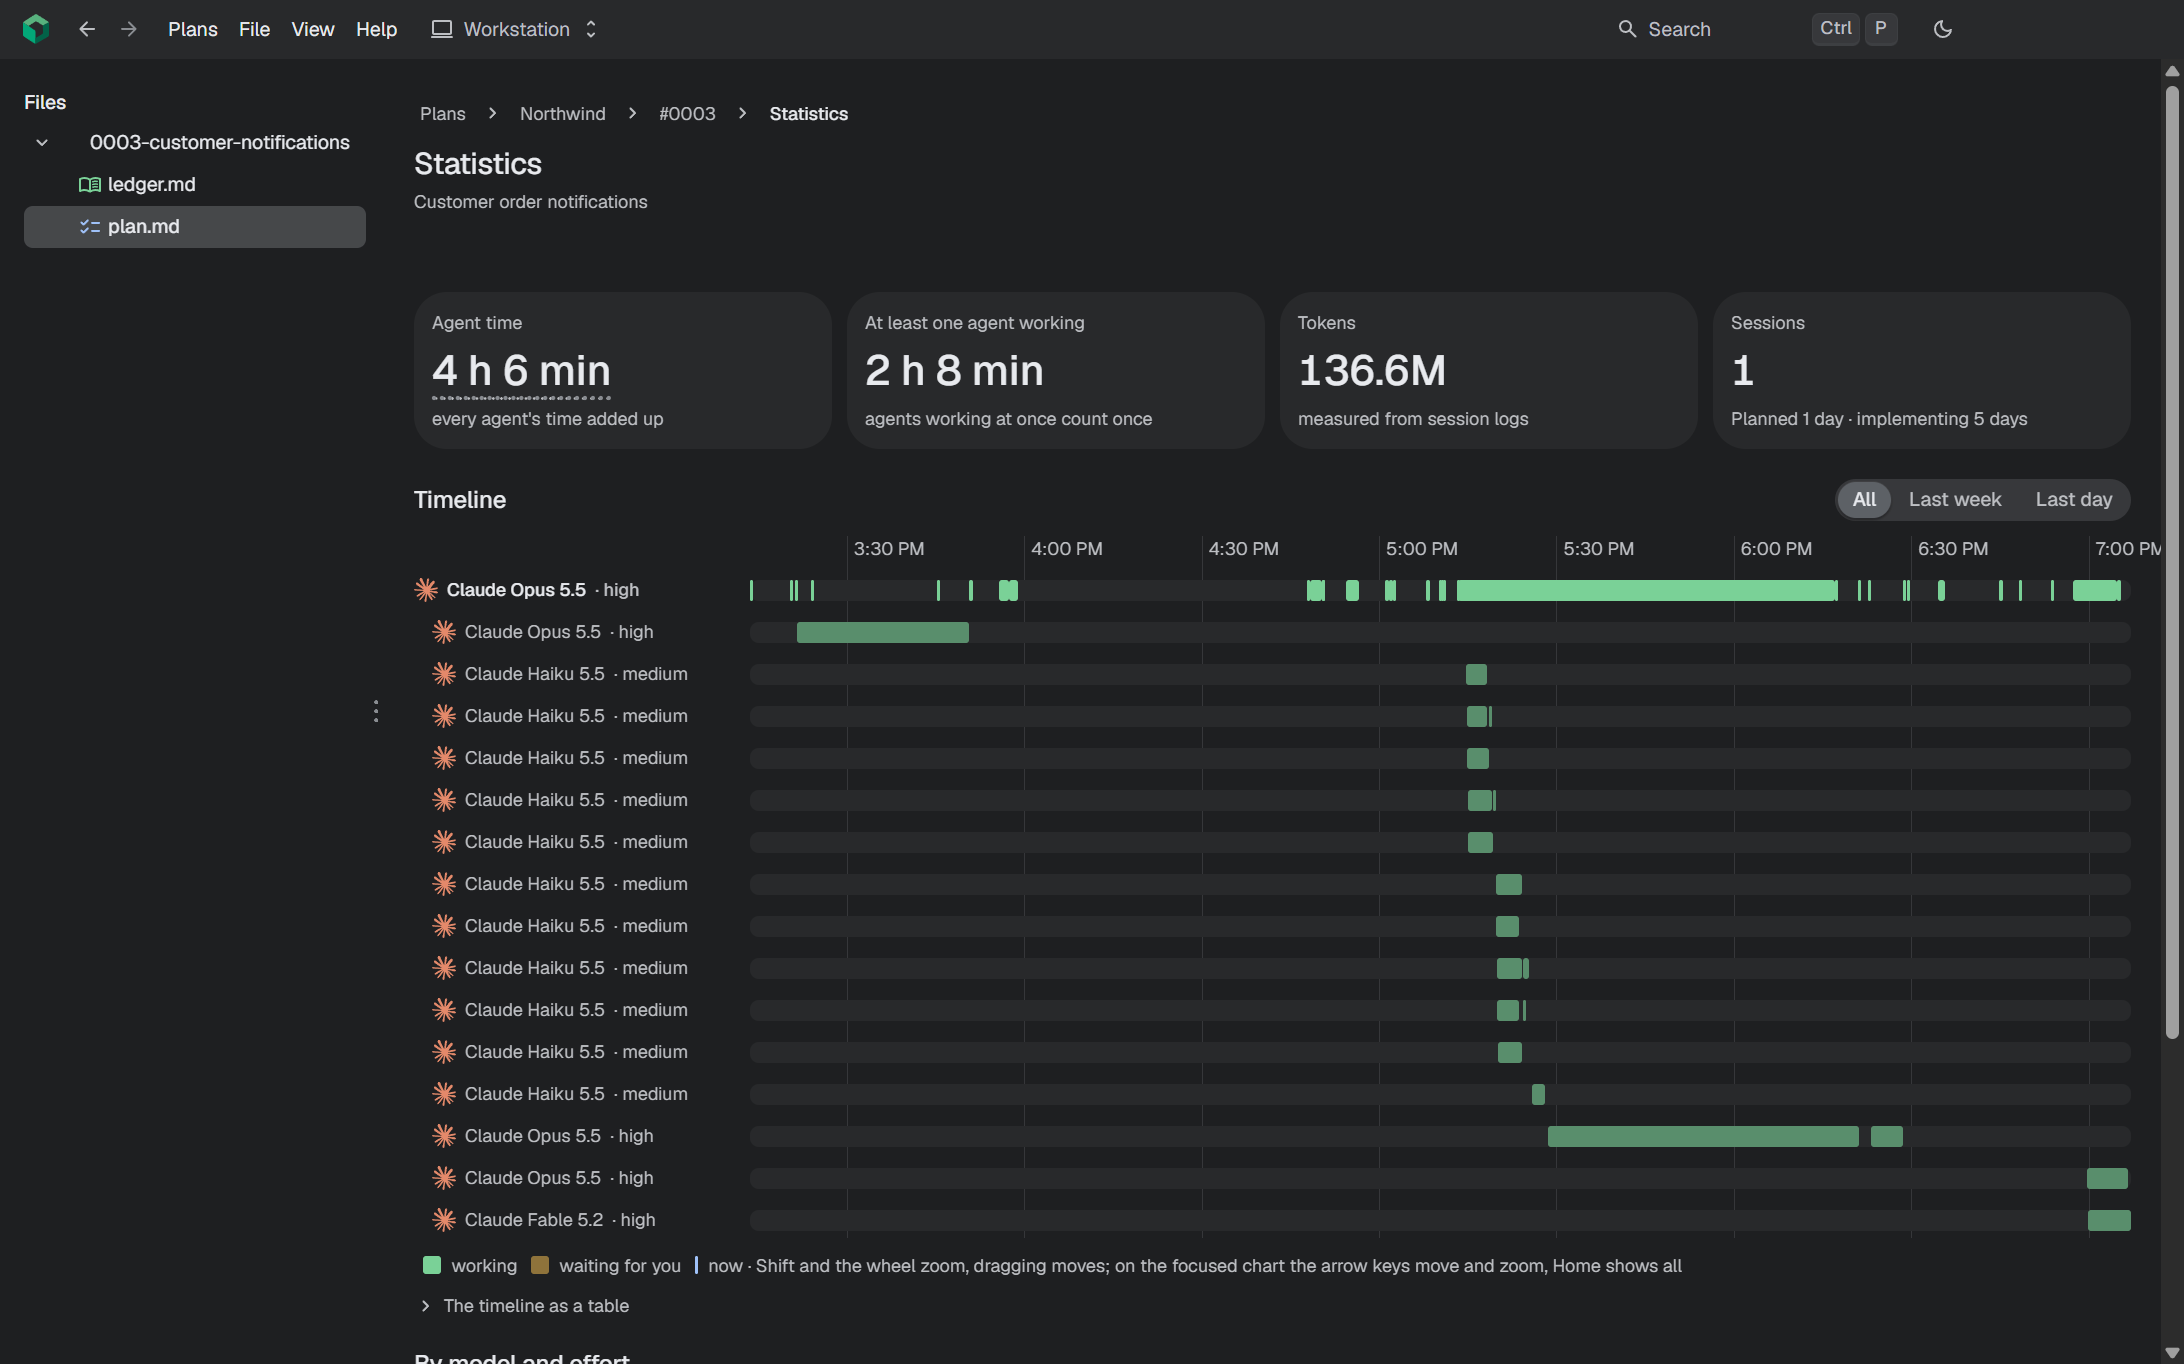 Plans File View Help Workstation Search Ctrl P
Files
0003-customer-notifications
ledger.md
plan.md
Plans > Northwind > #0003 > Statistics
Statistics
Customer order notifications
Agent time
4 h 6 min
every agent's time added up
At least one agent working
2 h 8 min
agents working at once count once
Tokens
136.6M
measured from session logs
Sessions
1
Planned 1 day · implementing 5 days
Timeline
All Last week Last day
3:30 PM 4:00 PM 4:30 PM 5:00 PM 5:30 PM 6:00 PM 6:30 PM 7:00 PM
Claude Opus 5.5 · high
Claude Opus 5.5 · high
Claude Haiku 5.5 · medium
Claude Haiku 5.5 · medium
Claude Haiku 5.5 · medium
Claude Haiku 5.5 · medium
Claude Haiku 5.5 · medium
Claude Haiku 5.5 · medium
Claude Haiku 5.5 · medium
Claude Haiku 5.5 · medium
Claude Haiku 5.5 · medium
Claude Haiku 5.5 · medium
Claude Haiku 5.5 · medium
Claude Opus 5.5 · high
Claude Opus 5.5 · high
Claude Fable 5.2 · high
working waiting for you now · Shift and the wheel zoom, dragging moves; on the focused chart the arrow keys move and zoom, Home shows all
The timeline as a table
By model and effort